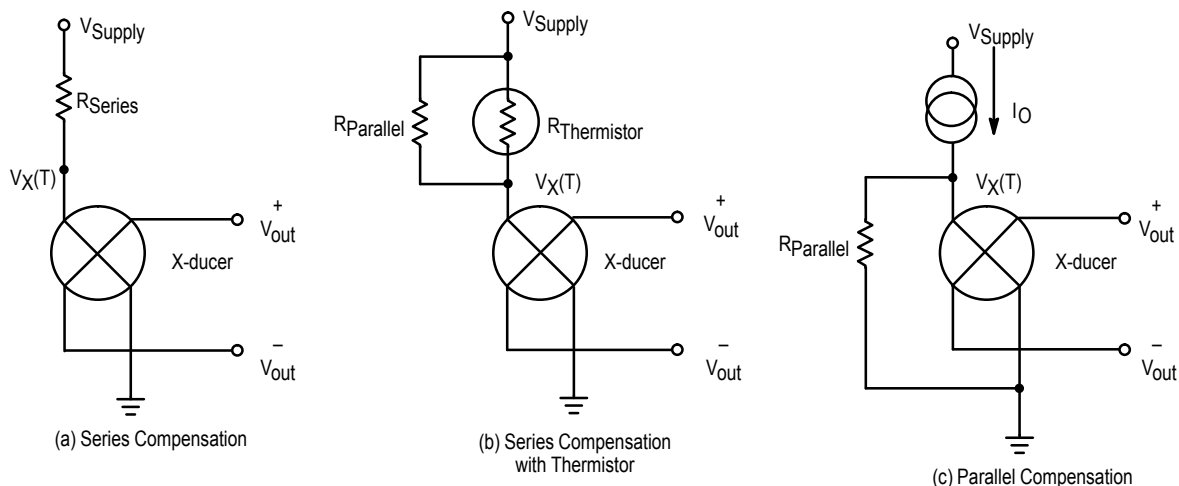 VSupply
RSeries
VX(T)
+
Vout
X-ducer
–
Vout
(a) Series Compensation
VSupply
RParallel
RThermistor
VX(T)
+
Vout
X-ducer
–
Vout
(b) Series Compensation
with Thermistor
VSupply
IO
VX(T)
+
Vout
RParallel
X-ducer
–
Vout
(c) Parallel Compensation